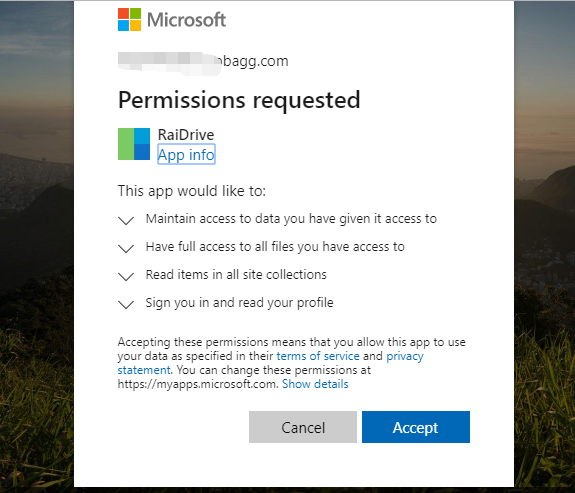 Microsoft
bagg.com
Permissions requested
RaiDrive
App info
This app would like to:
Maintain access to data you have given it access to
Have full access to all files you have access to
Read items in all site collections
Sign you in and read your profile
Accepting these permissions means that you allow this app to use
your data as specified in their terms of service and privacy
statement. You can change these permissions at
https://myapps.microsoft.com. Show details
Cancel
Accept